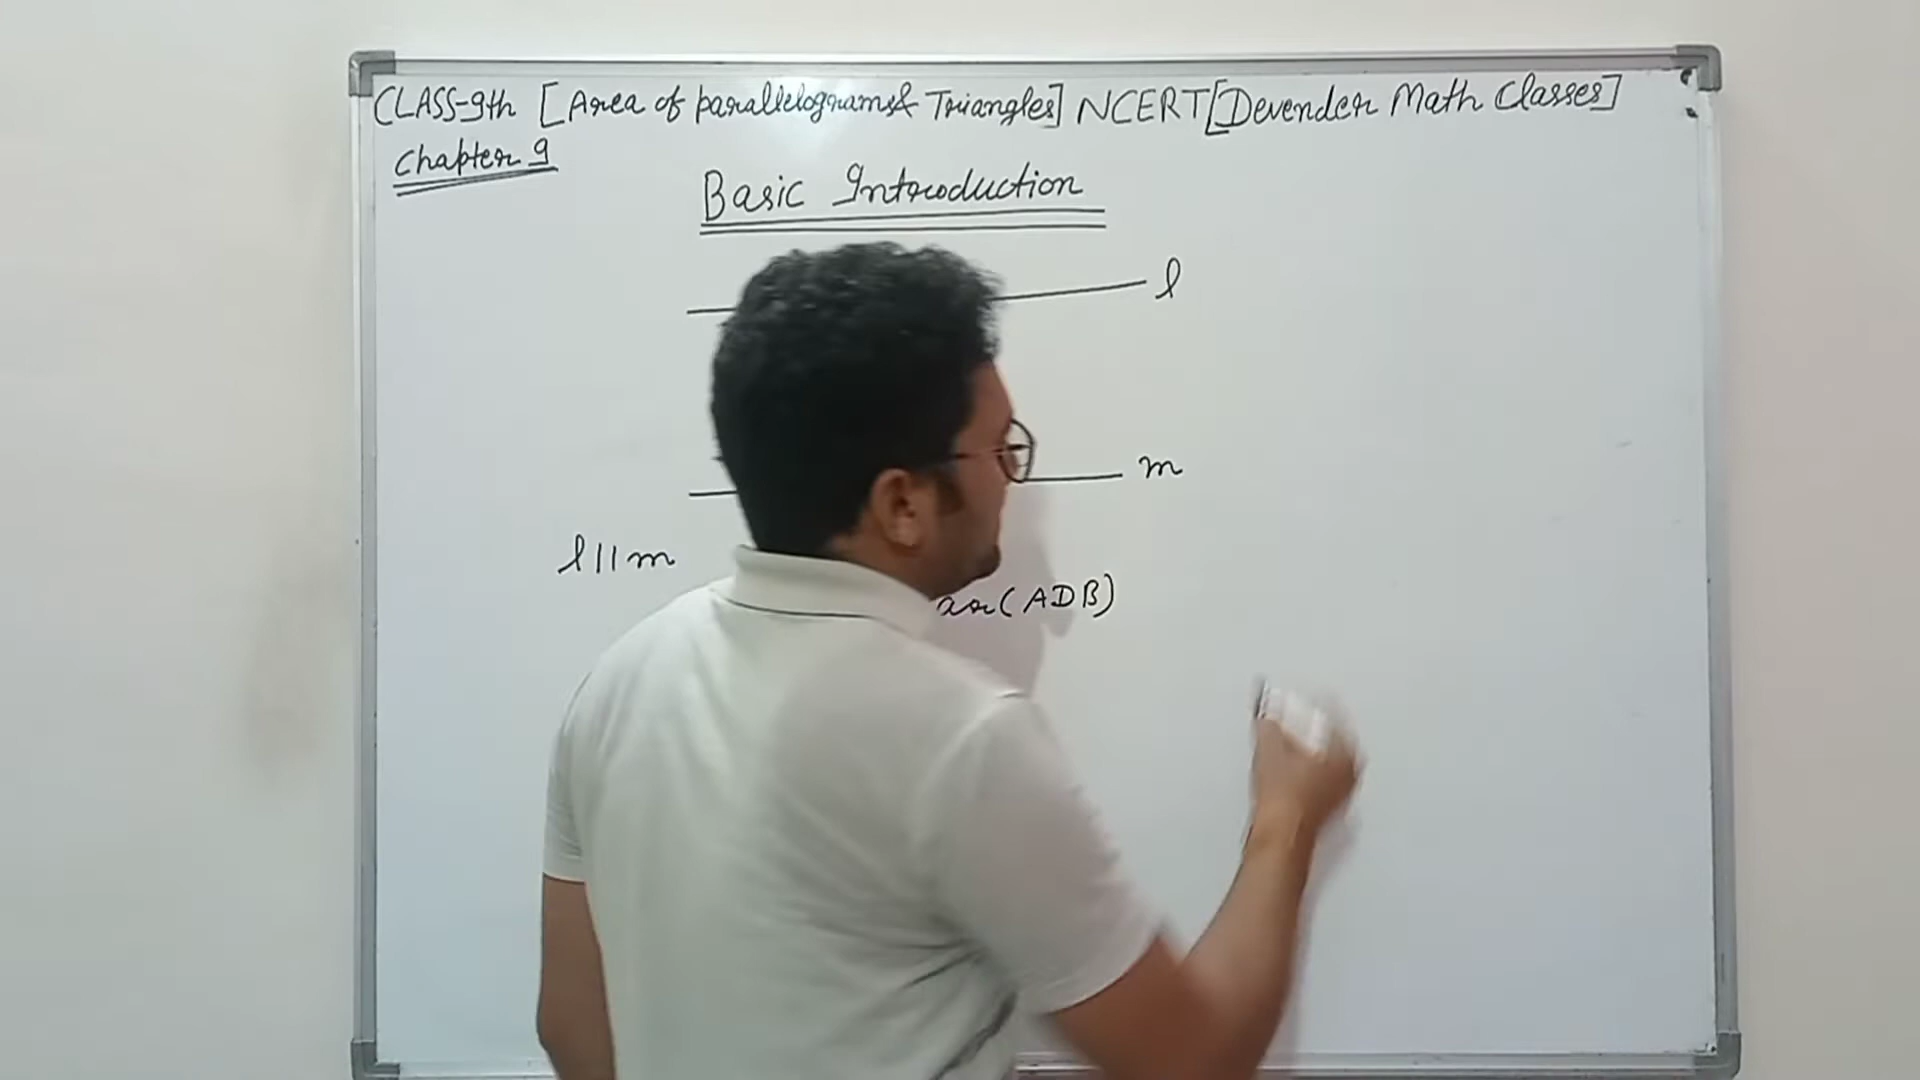 CLASS-9th [Area of parallelograms& Triangles] NCERT [Devender Math Classes]
Chapter 9
Basic Introduction
l
m
l||m
ar(ADB)